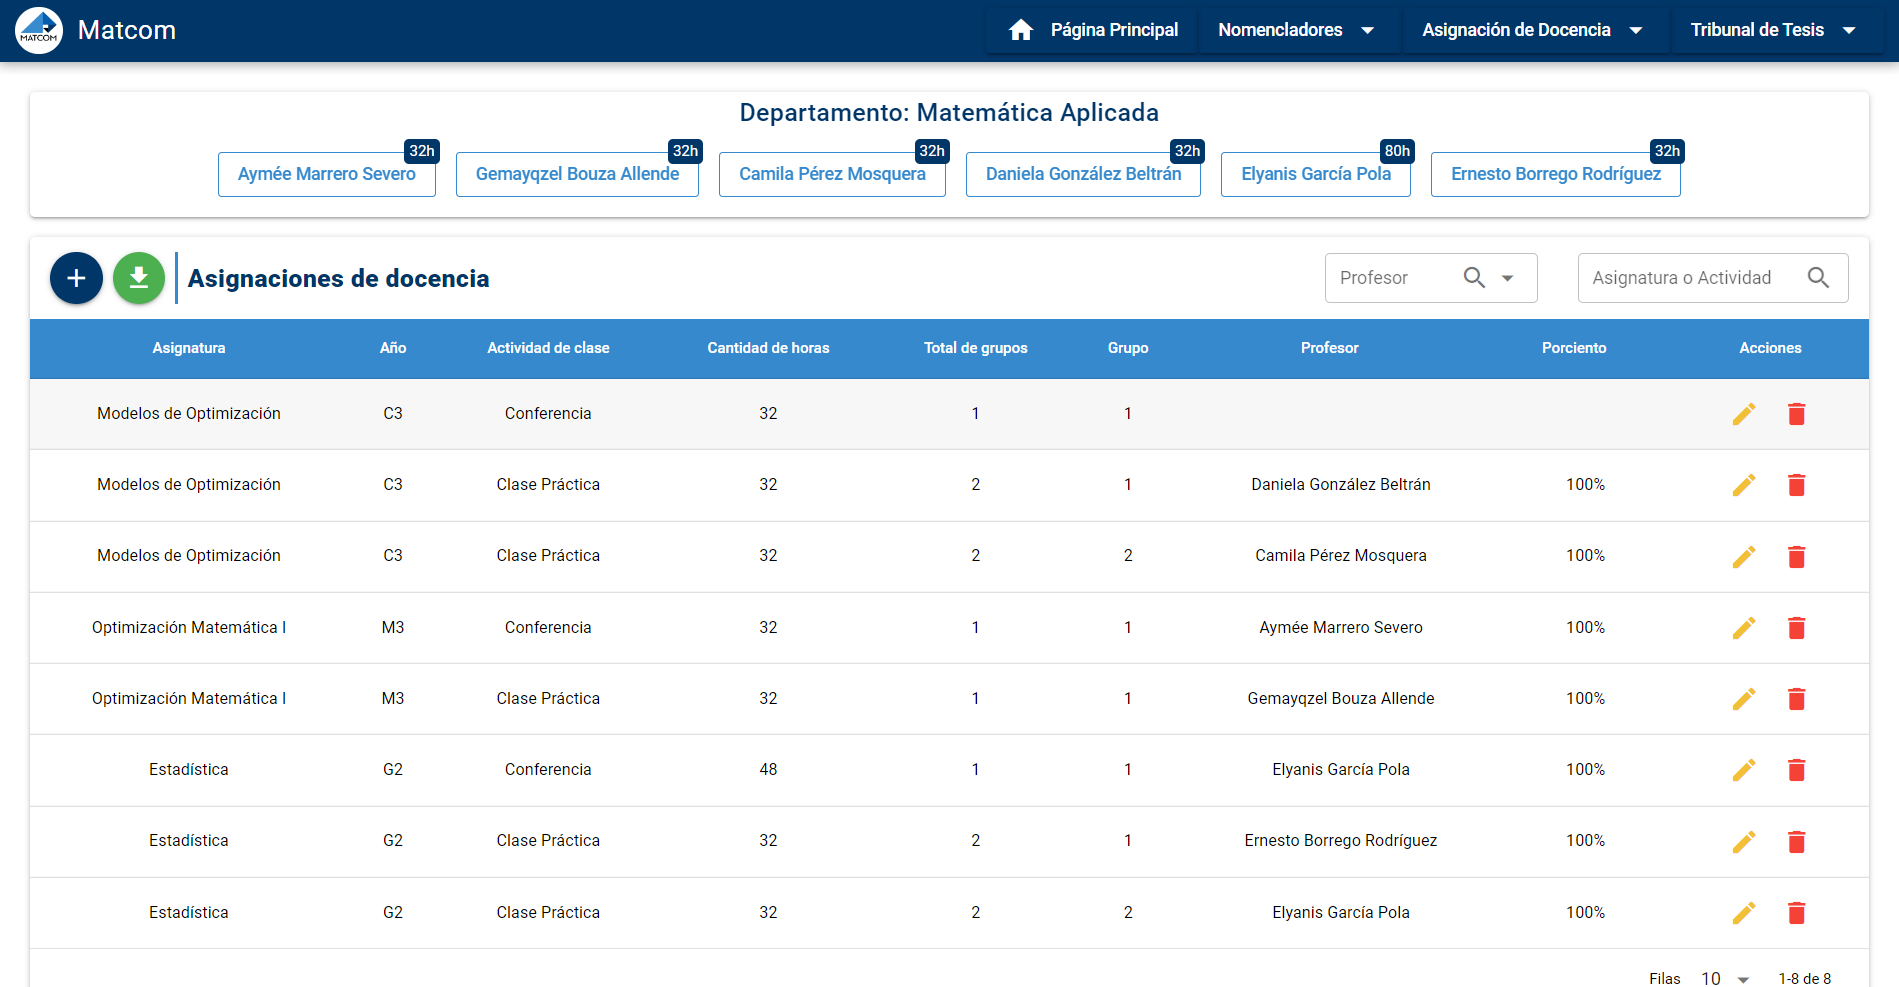 MATCOM
Matcom
Página Principal
Nomencladores
Asignación de Docencia
Tribunal de Tesis
Departamento: Matemática Aplicada
Aymée Marrero Severo 32h
Gemayqzel Bouza Allende 32h
Camila Pérez Mosquera 32h
Daniela González Beltrán 32h
Elyanis García Pola 80h
Ernesto Borrego Rodríguez 32h
Asignaciones de docencia
Profesor
Asignatura o Actividad
Asignatura Año Actividad de clase Cantidad de horas Total de grupos Grupo Profesor Porciento Acciones
Modelos de Optimización C3 Conferencia 32 1 1
Modelos de Optimización C3 Clase Práctica 32 2 1 Daniela González Beltrán 100%
Modelos de Optimización C3 Clase Práctica 32 2 2 Camila Pérez Mosquera 100%
Optimización Matemática I M3 Conferencia 32 1 1 Aymée Marrero Severo 100%
Optimización Matemática I M3 Clase Práctica 32 1 1 Gemayqzel Bouza Allende 100%
Estadística G2 Conferencia 48 1 1 Elyanis García Pola 100%
Estadística G2 Clase Práctica 32 2 1 Ernesto Borrego Rodríguez 100%
Estadística G2 Clase Práctica 32 2 2 Elyanis García Pola 100%
Filas 10 1-8 de 8